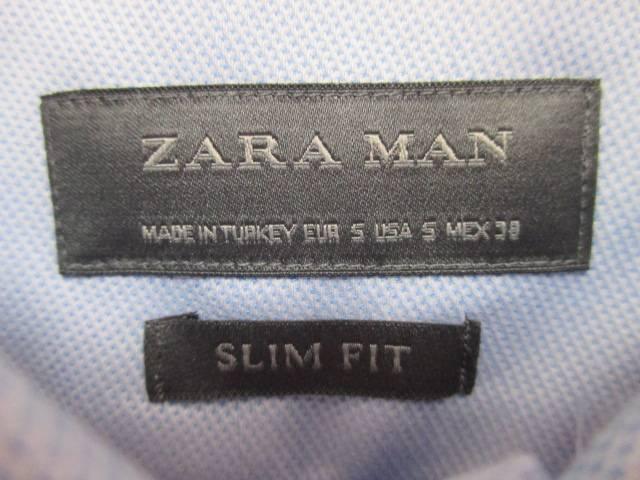 ZARA MAN
MADE IN TURKEY EUR S USA S MEX 38
SLIM FIT